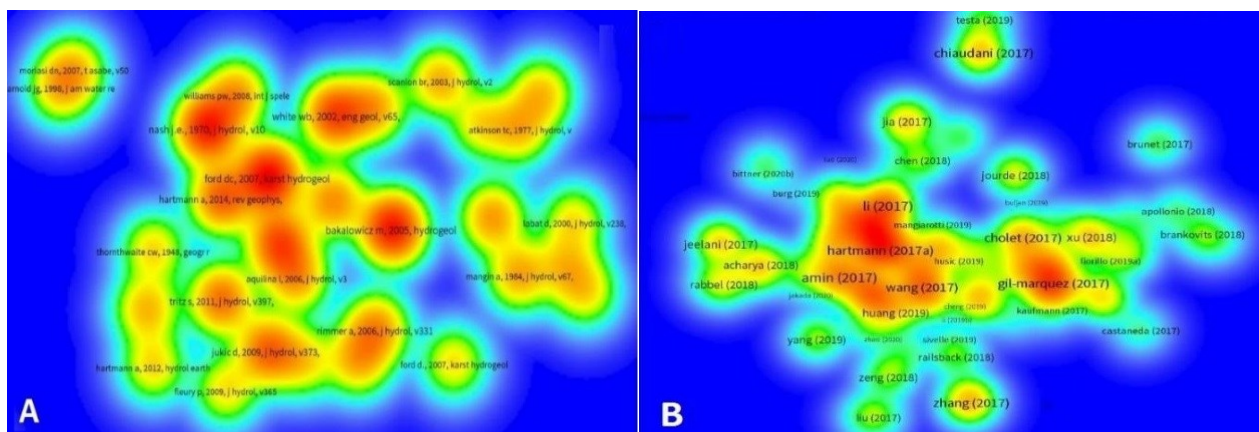 moriasi dn, 2007, t asabe, v50
arnold jg, 1998, j am water re
williams pw, 2008, int j spele
nash j.e., 1970, j hydrol, v10
white wb, 2002, eng geol, v65,
scanlon br, 2003, j hydrol, v2
atkinson tc, 1977, j hydrol, v
ford dc, 2007, karst hydrogeol
hartmann a, 2014, rev geophys,
bakalowicz m, 2005, hydrogeol
labat d, 2000, j hydrol, v238,
thornthwaite cw, 1948, geogr r
aquilina l, 2006, j hydrol, v3
mangin a, 1984, j hydrol, v67,
tritz s, 2011, j hydrol, v397,
rimmer a, 2006, j hydrol, v331
jukic d, 2009, j hydrol, v373,
hartmann a, 2012, hydrol earth
ford d., 2007, karst hydrogeol
fleury p, 2009, j hydrol, v365
A
testa (2019)
chiaudani (2017)
jia (2017)
brunet (2017)
chen (2018)
bittner (2020b)
jourde (2018)
berg (2019)
li (2017)
apollonio (2018)
mangiarotti (2019)
jeelani (2017)
hartmann (2017a)
cholet (2017)
xu (2018)
brankovits (2018)
acharya (2018)
husic (2019)
fiorillo (2019a)
rabbel (2018)
amin (2017)
wang (2017)
gil-marquez (2017)
cheng (2019)
huang (2019)
kaufmann (2017)
castaneda (2017)
yang (2019)
sivelle (2019)
railsback (2018)
zeng (2018)
zhang (2017)
liu (2017)
B